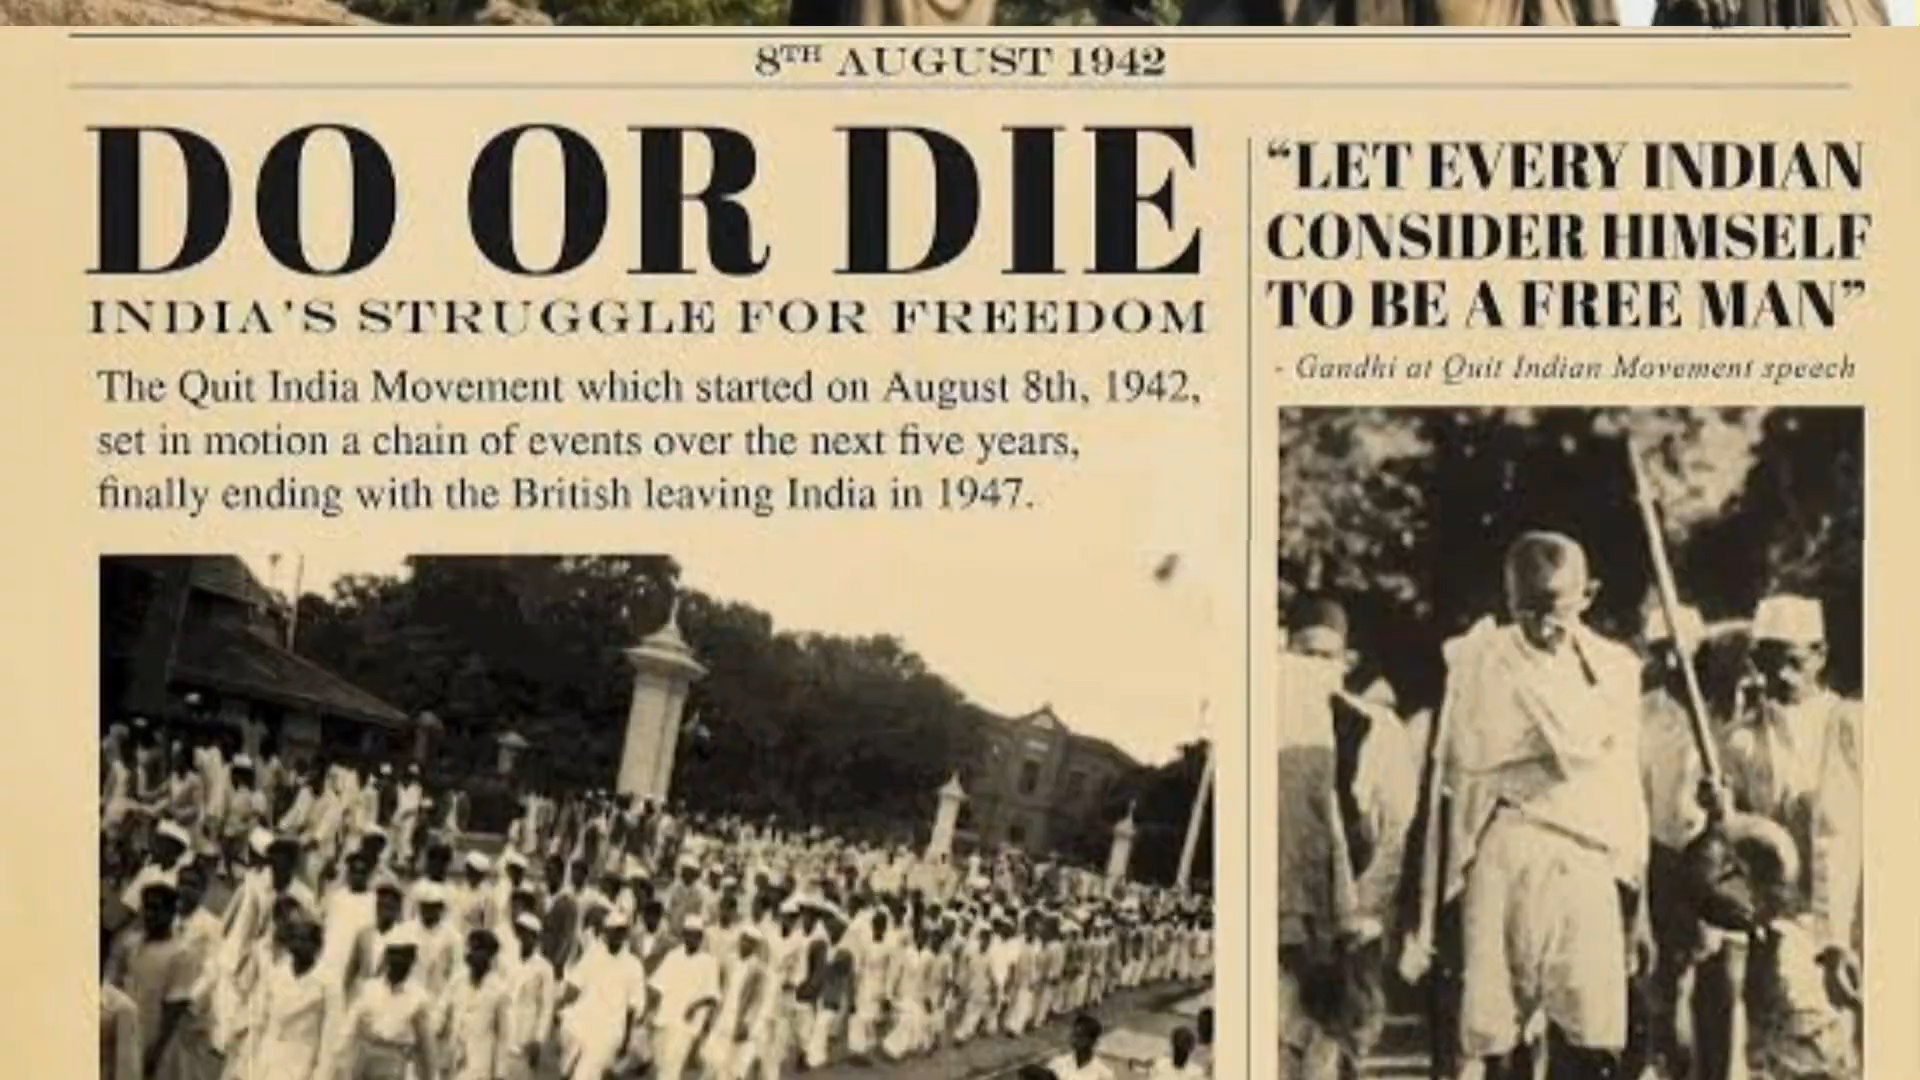 8TH AUGUST 1942
DO OR DIE
INDIA'S STRUGGLE FOR FREEDOM
The Quit India Movement which started on August 8th, 1942,
set in motion a chain of events over the next five years,
finally ending with the British leaving India in 1947.
“LET EVERY INDIAN
CONSIDER HIMSELF
TO BE A FREE MAN”
- Gandhi at Quit Indian Movement speech